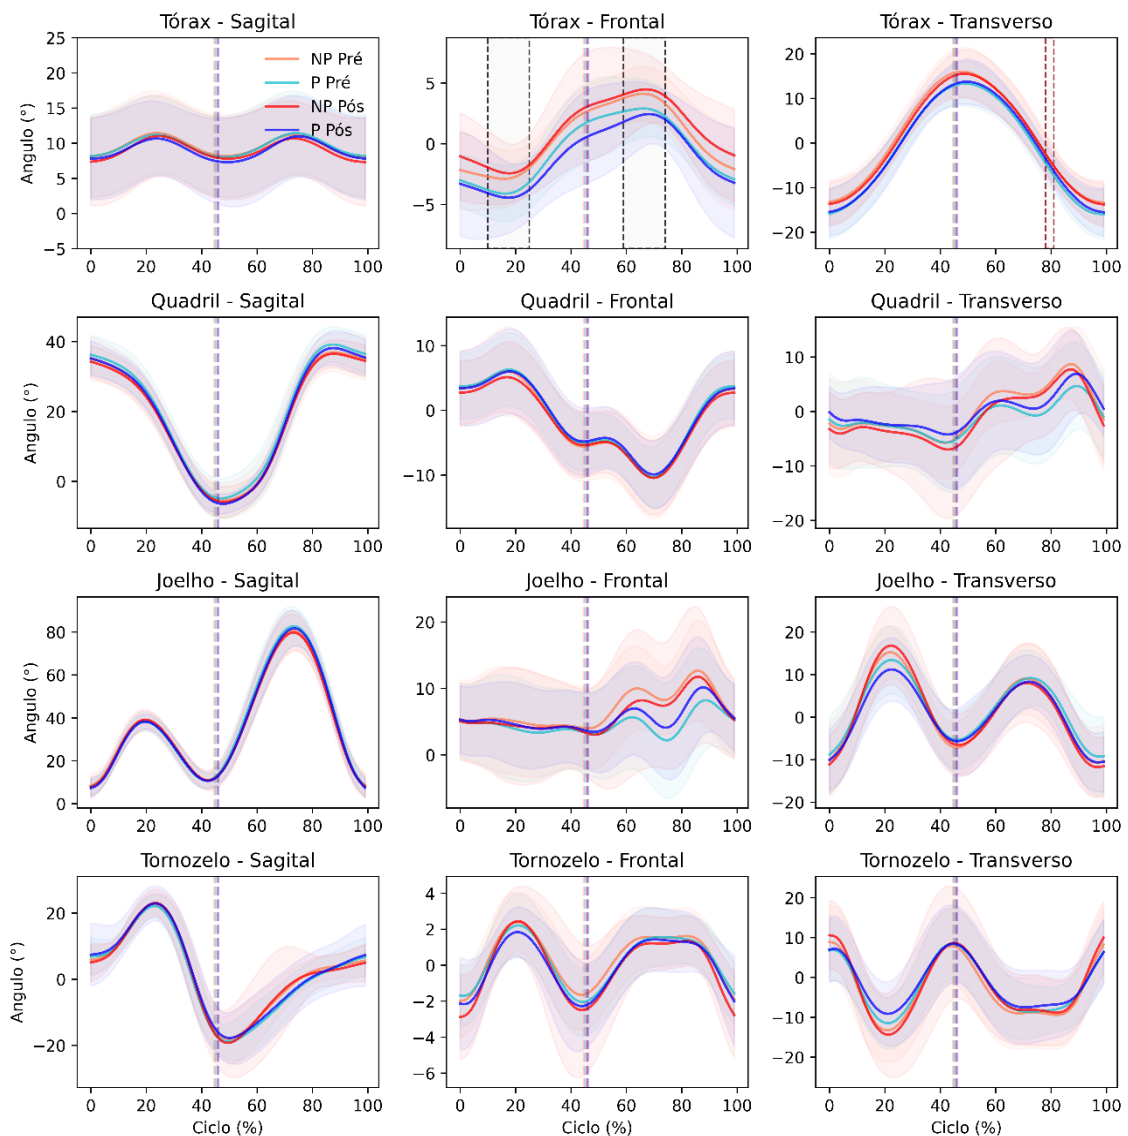 Tórax - Sagital
Tórax - Frontal
Tórax - Transverso
Angulo (°)
25
20
15
10
5
0
−5
NP Pré
P Pré
NP Pós
P Pós
0 20 40 60 80 100
5
0
−5
0 20 40 60 80 100
20
10
0
−10
−20
0 20 40 60 80 100
Quadril - Sagital
Quadril - Frontal
Quadril - Transverso
Angulo (°)
40
20
0
0 20 40 60 80 100
10
0
−10
0 20 40 60 80 100
10
0
−10
−20
0 20 40 60 80 100
Joelho - Sagital
Joelho - Frontal
Joelho - Transverso
Angulo (°)
80
60
40
20
0
0 20 40 60 80 100
20
10
0
0 20 40 60 80 100
20
10
0
−10
−20
0 20 40 60 80 100
Tornozelo - Sagital
Tornozelo - Frontal
Tornozelo - Transverso
Angulo (°)
20
0
−20
0 20 40 60 80 100
Ciclo (%)
4
2
0
−2
−4
−6
0 20 40 60 80 100
Ciclo (%)
20
10
0
−10
−20
0 20 40 60 80 100
Ciclo (%)